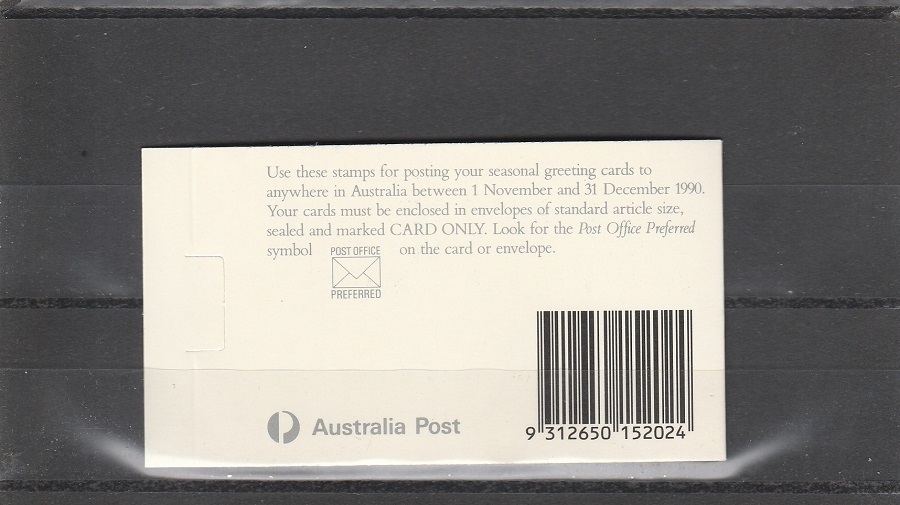 Use these stamps for posting your seasonal greeting cards to
anywhere in Australia between 1 November and 31 December 1990.
Your cards must be enclosed in envelopes of standard article size,
sealed and marked CARD ONLY. Look for the Post Office Preferred
symbol POST OFFICE PREFERRED on the card or envelope.
Australia Post
9 312650 152024